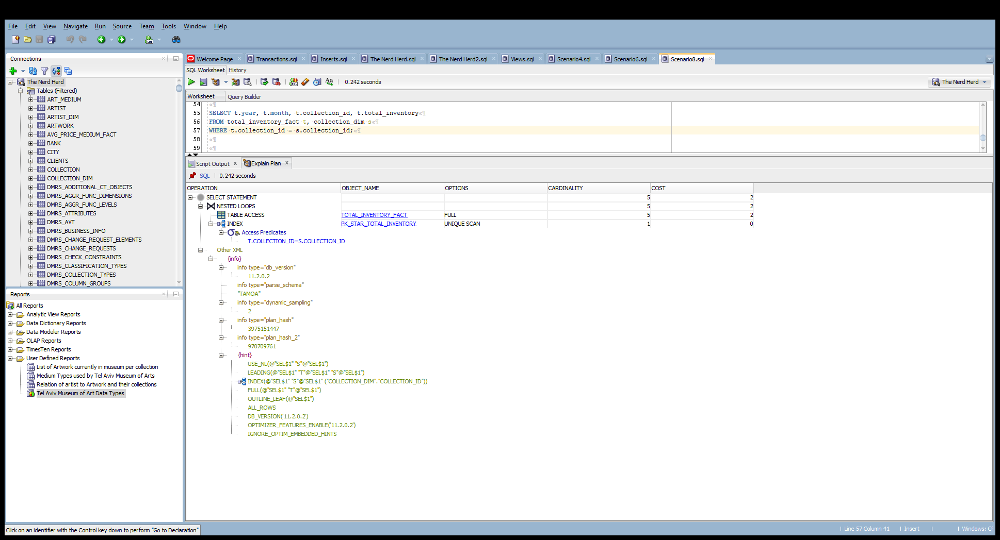 File Edit View Navigate Run Source Team Tools Window Help
Connections
The Nerd Herd
Tables (Filtered)
ART_MEDIUM
ARTIST
ARTIST_DIM
ARTWORK
AVG_PRICE_MEDIUM_FACT
BANK
CITY
CLIENTS
COLLECTION
COLLECTION_DIM
DMRS_ADDITIONAL_CT_OBJECTS
DMRS_AGGR_FUNC_DIMENSIONS
DMRS_AGGR_FUNC_LEVELS
DMRS_ATTRIBUTES
DMRS_AVT
DMRS_BUSINESS_INFO
DMRS_CHANGE_REQUEST_ELEMENTS
DMRS_CHANGE_REQUESTS
DMRS_CHECK_CONSTRAINTS
DMRS_CLASSIFICATION_TYPES
DMRS_COLLECTION_TYPES
DMRS_COLUMN_GROUPS
Reports
All Reports
Analytic View Reports
Data Dictionary Reports
Data Modeler Reports
OLAP Reports
TimesTen Reports
User Defined Reports
List of Artwork currently in museum per collection
Medium Types used by Tel Aviv Museum of Arts
Relation of artist to Artwork and their collections
Tel Aviv Museum of Art Data Types
Welcome Page Transactions.sql Inserts.sql The Nerd Herd.sql The Nerd Herd2.sql Views.sql Scenario4.sql Scenario6.sql Scenario8.sql
SQL Worksheet History
0.242 seconds The Nerd Herd
Worksheet Query Builder
54
55 SELECT t.year, t.month, t.collection_id, t.total_inventory
56 FROM total_inventory_fact t, collection_dim s
57 WHERE t.collection_id = s.collection_id;
58
59
Script Output x Explain Plan x
SQL 0.242 seconds
OPERATION OBJECT_NAME OPTIONS CARDINALITY COST
SELECT STATEMENT 5 2
NESTED LOOPS 5 2
TABLE ACCESS TOTAL_INVENTORY_FACT FULL 5 2
INDEX PK_STAR_TOTAL_INVENTORY UNIQUE SCAN 1 0
Access Predicates
T.COLLECTION_ID=S.COLLECTION_ID
Other XML
{info}
info type="db_version"
11.2.0.2
info type="parse_schema"
"TAMOA"
info type="dynamic_sampling"
2
info type="plan_hash"
3975151447
info type="plan_hash_2"
970709761
{hint}
USE_NL(@"SEL$1" "S"@"SEL$1")
LEADING(@"SEL$1" "T"@"SEL$1" "S"@"SEL$1")
INDEX(@"SEL$1" "S"@"SEL$1" ("COLLECTION_DIM"."COLLECTION_ID"))
FULL(@"SEL$1" "T"@"SEL$1")
OUTLINE_LEAF(@"SEL$1")
ALL_ROWS
DB_VERSION('11.2.0.2')
OPTIMIZER_FEATURES_ENABLE('11.2.0.2')
IGNORE_OPTIM_EMBEDDED_HINTS
Click on an identifier with the Control key down to perform "Go to Declaration"
Line 57 Column 41 Insert Windows: